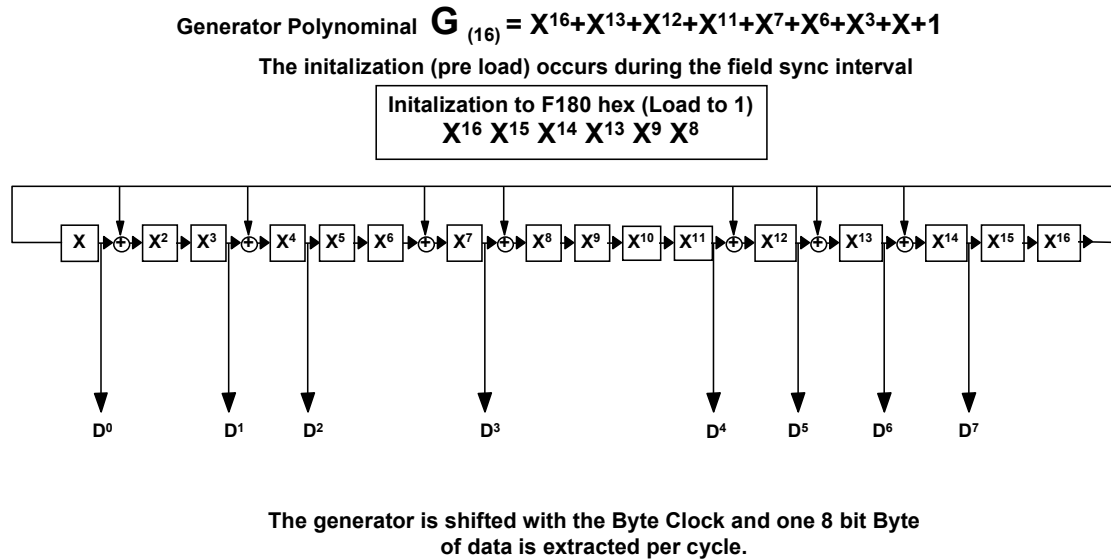 Generator Polynominal G (16) = X¹⁶+X¹³+X¹²+X¹¹+X⁷+X⁶+X³+X+1
The initalization (pre load) occurs during the field sync interval
Initalization to F180 hex (Load to 1)
X¹⁶ X¹⁵ X¹⁴ X¹³ X⁹ X⁸
X + X² X³ + X⁴ X⁵ X⁶ + X⁷ + X⁸ X⁹ X¹⁰ X¹¹ + X¹² + X¹³ + X¹⁴ X¹⁵ X¹⁶
D⁰ D¹ D² D³ D⁴ D⁵ D⁶ D⁷
The generator is shifted with the Byte Clock and one 8 bit Byte
of data is extracted per cycle.